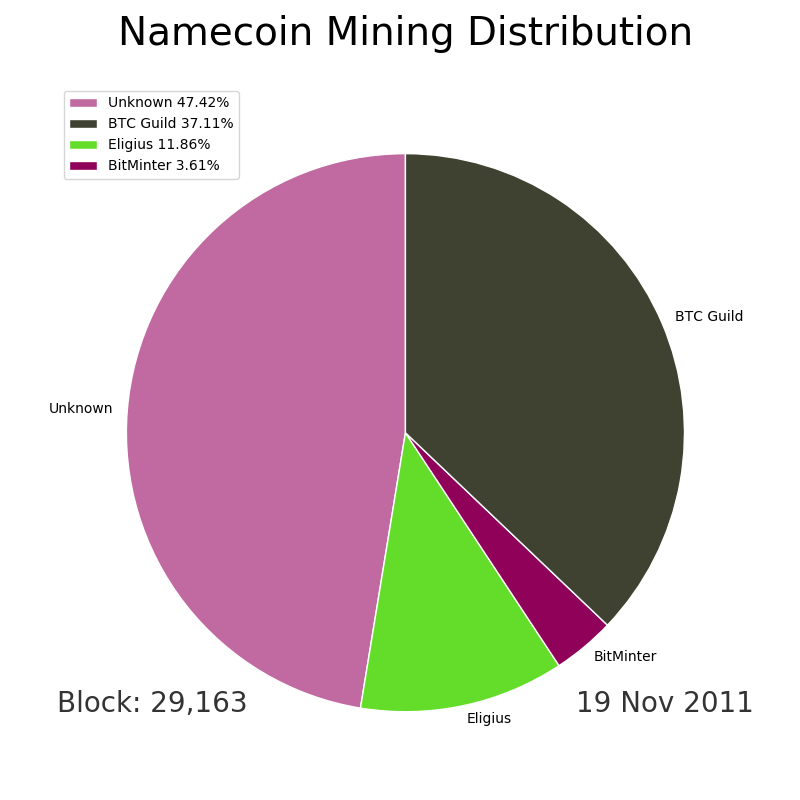 Namecoin Mining Distribution
Unknown 47.42%
BTC Guild 37.11%
Eligius 11.86%
BitMinter 3.61%
BTC Guild
Unknown
BitMinter
Block: 29,163
19 Nov 2011
Eligius